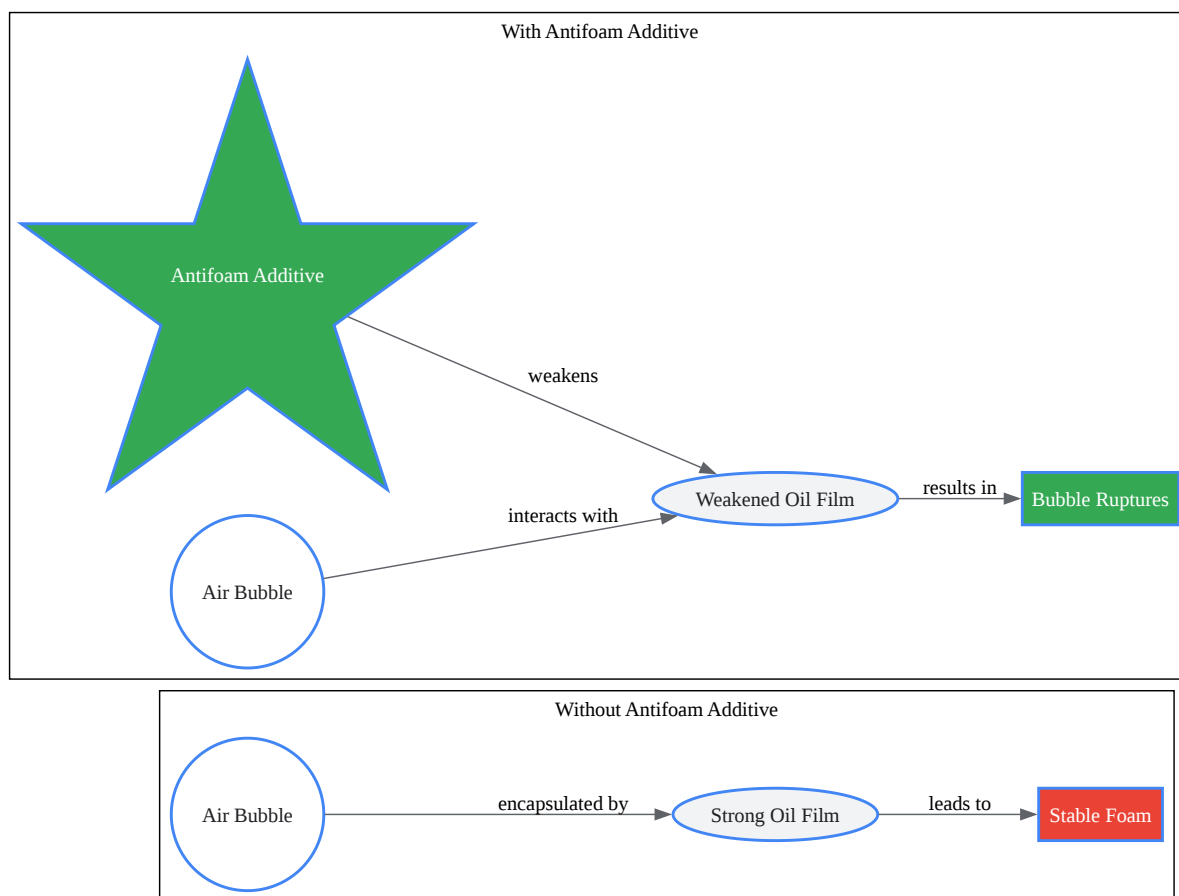 With Antifoam Additive
Antifoam Additive
weakens
Weakened Oil Film
results in
Bubble Ruptures
interacts with
Air Bubble
Without Antifoam Additive
Air Bubble
encapsulated by
Strong Oil Film
leads to
Stable Foam